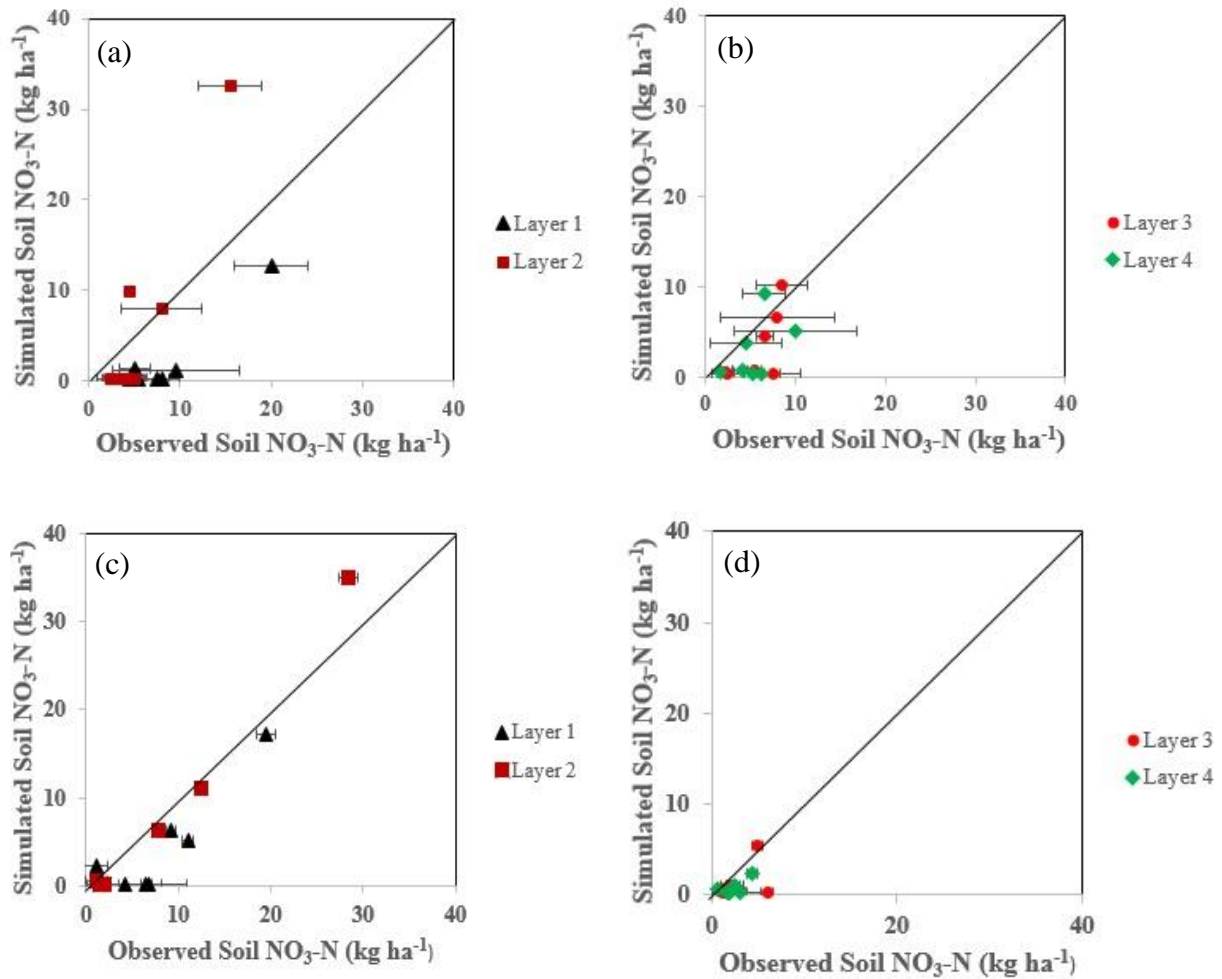 (a)
Simulated Soil NO₃-N (kg ha⁻¹)
40
30
20
10
0
0 10 20 30 40
Observed Soil NO₃-N (kg ha⁻¹)
Layer 1
Layer 2
(b)
Simulated Soil NO₃-N (kg ha⁻¹)
40
30
20
10
0
0 10 20 30 40
Observed Soil NO₃-N (kg ha⁻¹)
Layer 3
Layer 4
(c)
Simulated Soil NO₃-N (kg ha⁻¹)
40
30
20
10
0
0 10 20 30 40
Observed Soil NO₃-N (kg ha⁻¹)
Layer 1
Layer 2
(d)
Simulated Soil NO₃-N (kg ha⁻¹)
40
30
20
10
0
0 20 40
Observed Soil NO₃-N (kg ha⁻¹)
Layer 3
Layer 4